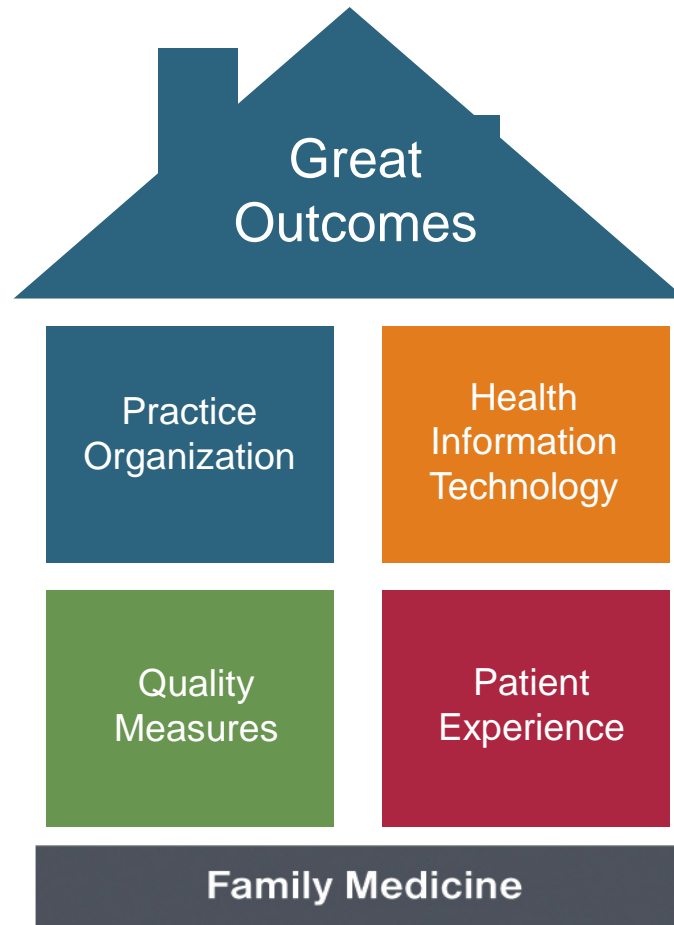 Great
Outcomes
Practice
Organization
Health
Information
Technology
Quality
Measures
Patient
Experience
Family Medicine